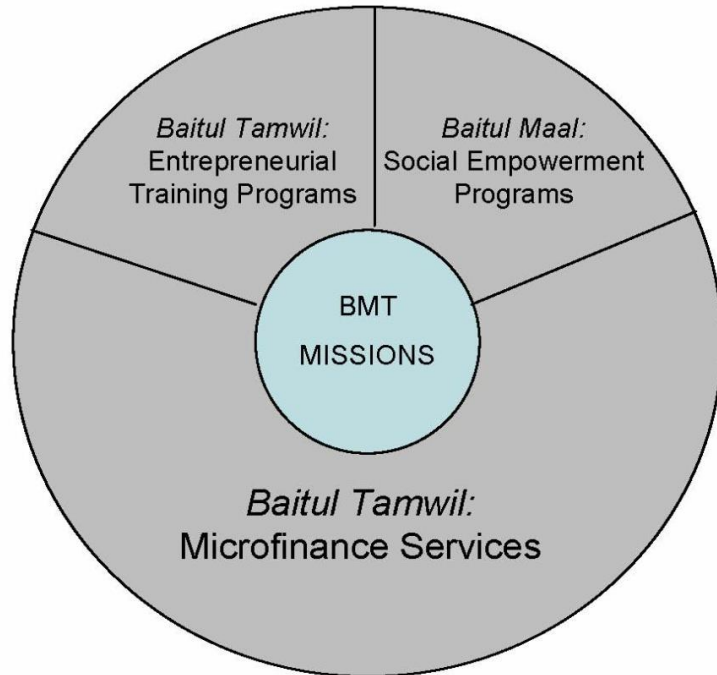 Baitul Tamwil:
Entrepreneurial
Training Programs
Baitul Maal:
Social Empowerment
Programs
BMT
MISSIONS
Baitul Tamwil:
Microfinance Services